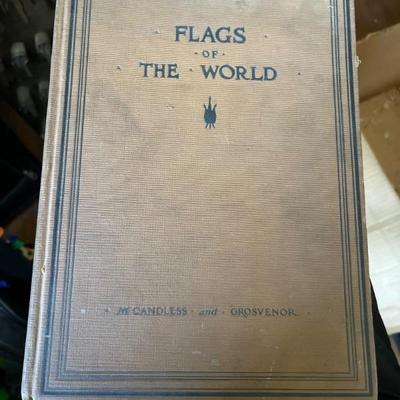 FLAGS
· OF ·
· THE · WORLD ·
· McCANDLESS · and · GROSVENOR ·